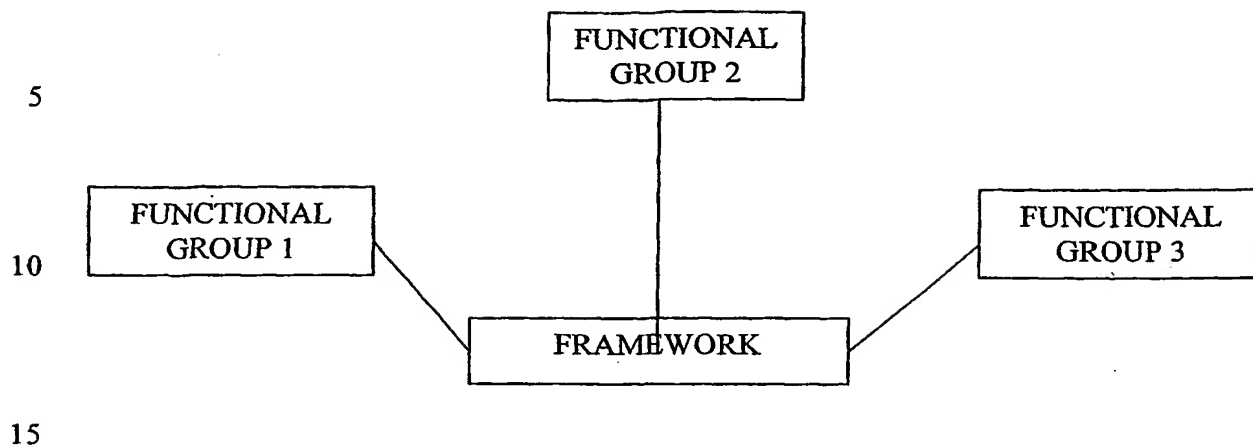 FUNCTIONAL
GROUP 2
5
FUNCTIONAL
GROUP 1
FUNCTIONAL
GROUP 3
10
FRAMEWORK
15